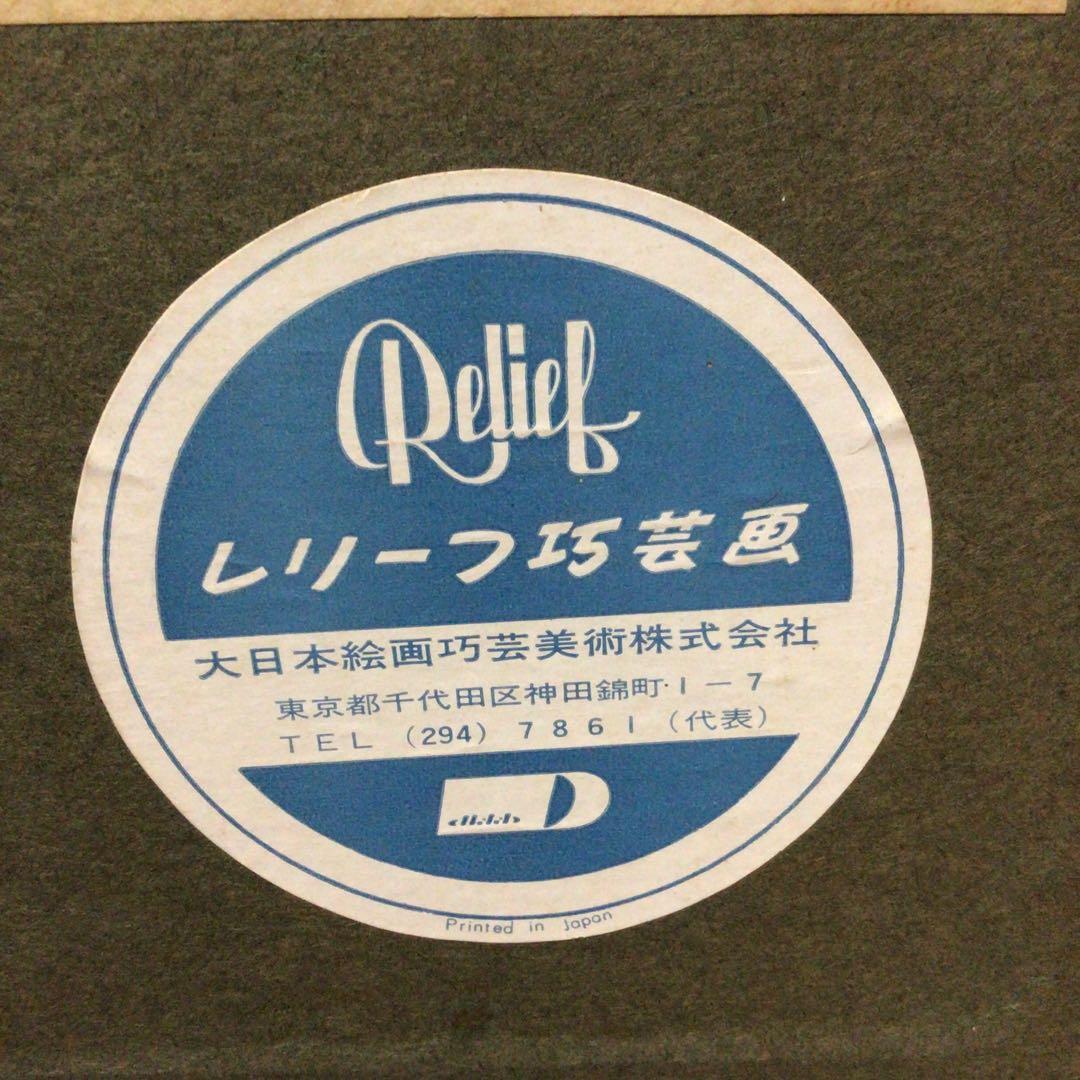 Relief
レリーフ巧芸画
大日本絵画巧芸美術株式会社
東京都千代田区神田錦町・1－7
TEL (294) 7861 (代表)
Printed in Japan